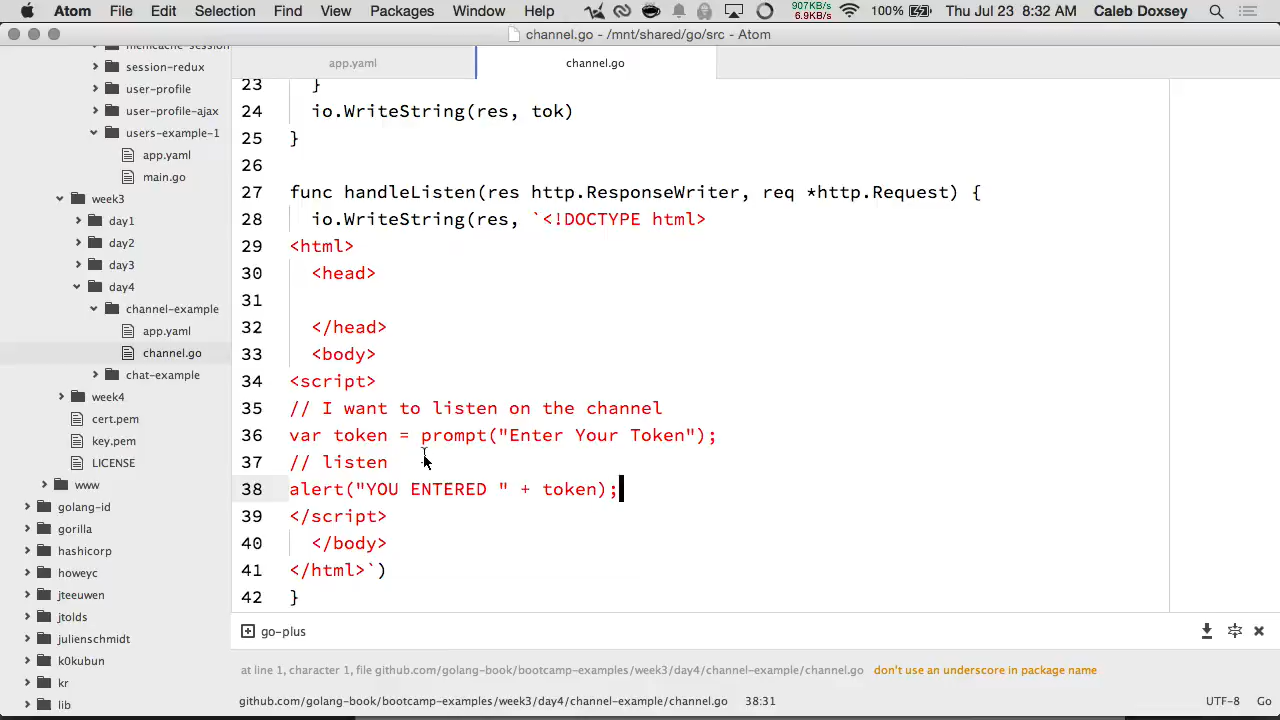 Atom File Edit Selection Find View Packages Window Help 907KB/s 6.9KB/s 100% Thu Jul 23 8:32 AM Caleb Doxsey
channel.go - /mnt/shared/go/src - Atom
memcache-session
session-redux
user-profile
user-profile-ajax
users-example-1
app.yaml
main.go
week3
day1
day2
day3
day4
channel-example
app.yaml
channel.go
chat-example
week4
cert.pem
key.pem
LICENSE
www
golang-id
gorilla
hashicorp
howeyc
jteeuwen
jtolds
julienschmidt
k0kubun
kr
lib
app.yaml channel.go
23 }
24 io.WriteString(res, tok)
25 }
26
27 func handleListen(res http.ResponseWriter, req *http.Request) {
28 io.WriteString(res, `<!DOCTYPE html>
29 <html>
30 <head>
31
32 </head>
33 <body>
34 <script>
35 // I want to listen on the channel
36 var token = prompt("Enter Your Token");
37 // listen
38 alert("YOU ENTERED " + token);
39 </script>
40 </body>
41 </html>`)
42 }
go-plus
at line 1, character 1, file github.com/golang-book/bootcamp-examples/week3/day4/channel-example/channel.go don't use an underscore in package name
github.com/golang-book/bootcamp-examples/week3/day4/channel-example/channel.go 38:31 UTF-8 Go